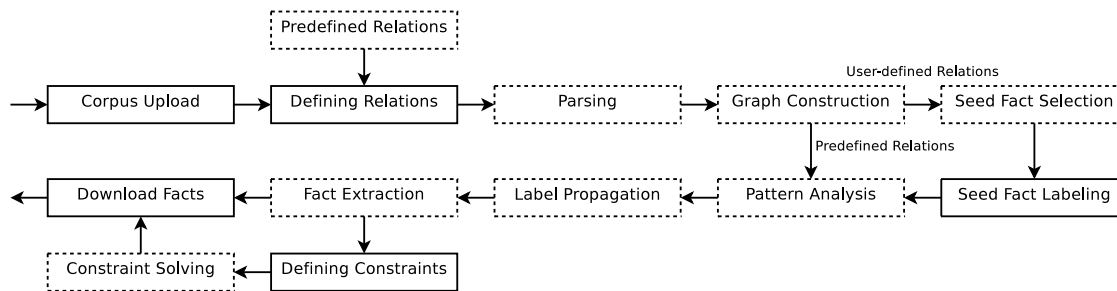 Predefined Relations
User-defined Relations
Corpus Upload
Defining Relations
Parsing
Graph Construction
Seed Fact Selection
Predefined Relations
Download Facts
Fact Extraction
Label Propagation
Pattern Analysis
Seed Fact Labeling
Constraint Solving
Defining Constraints